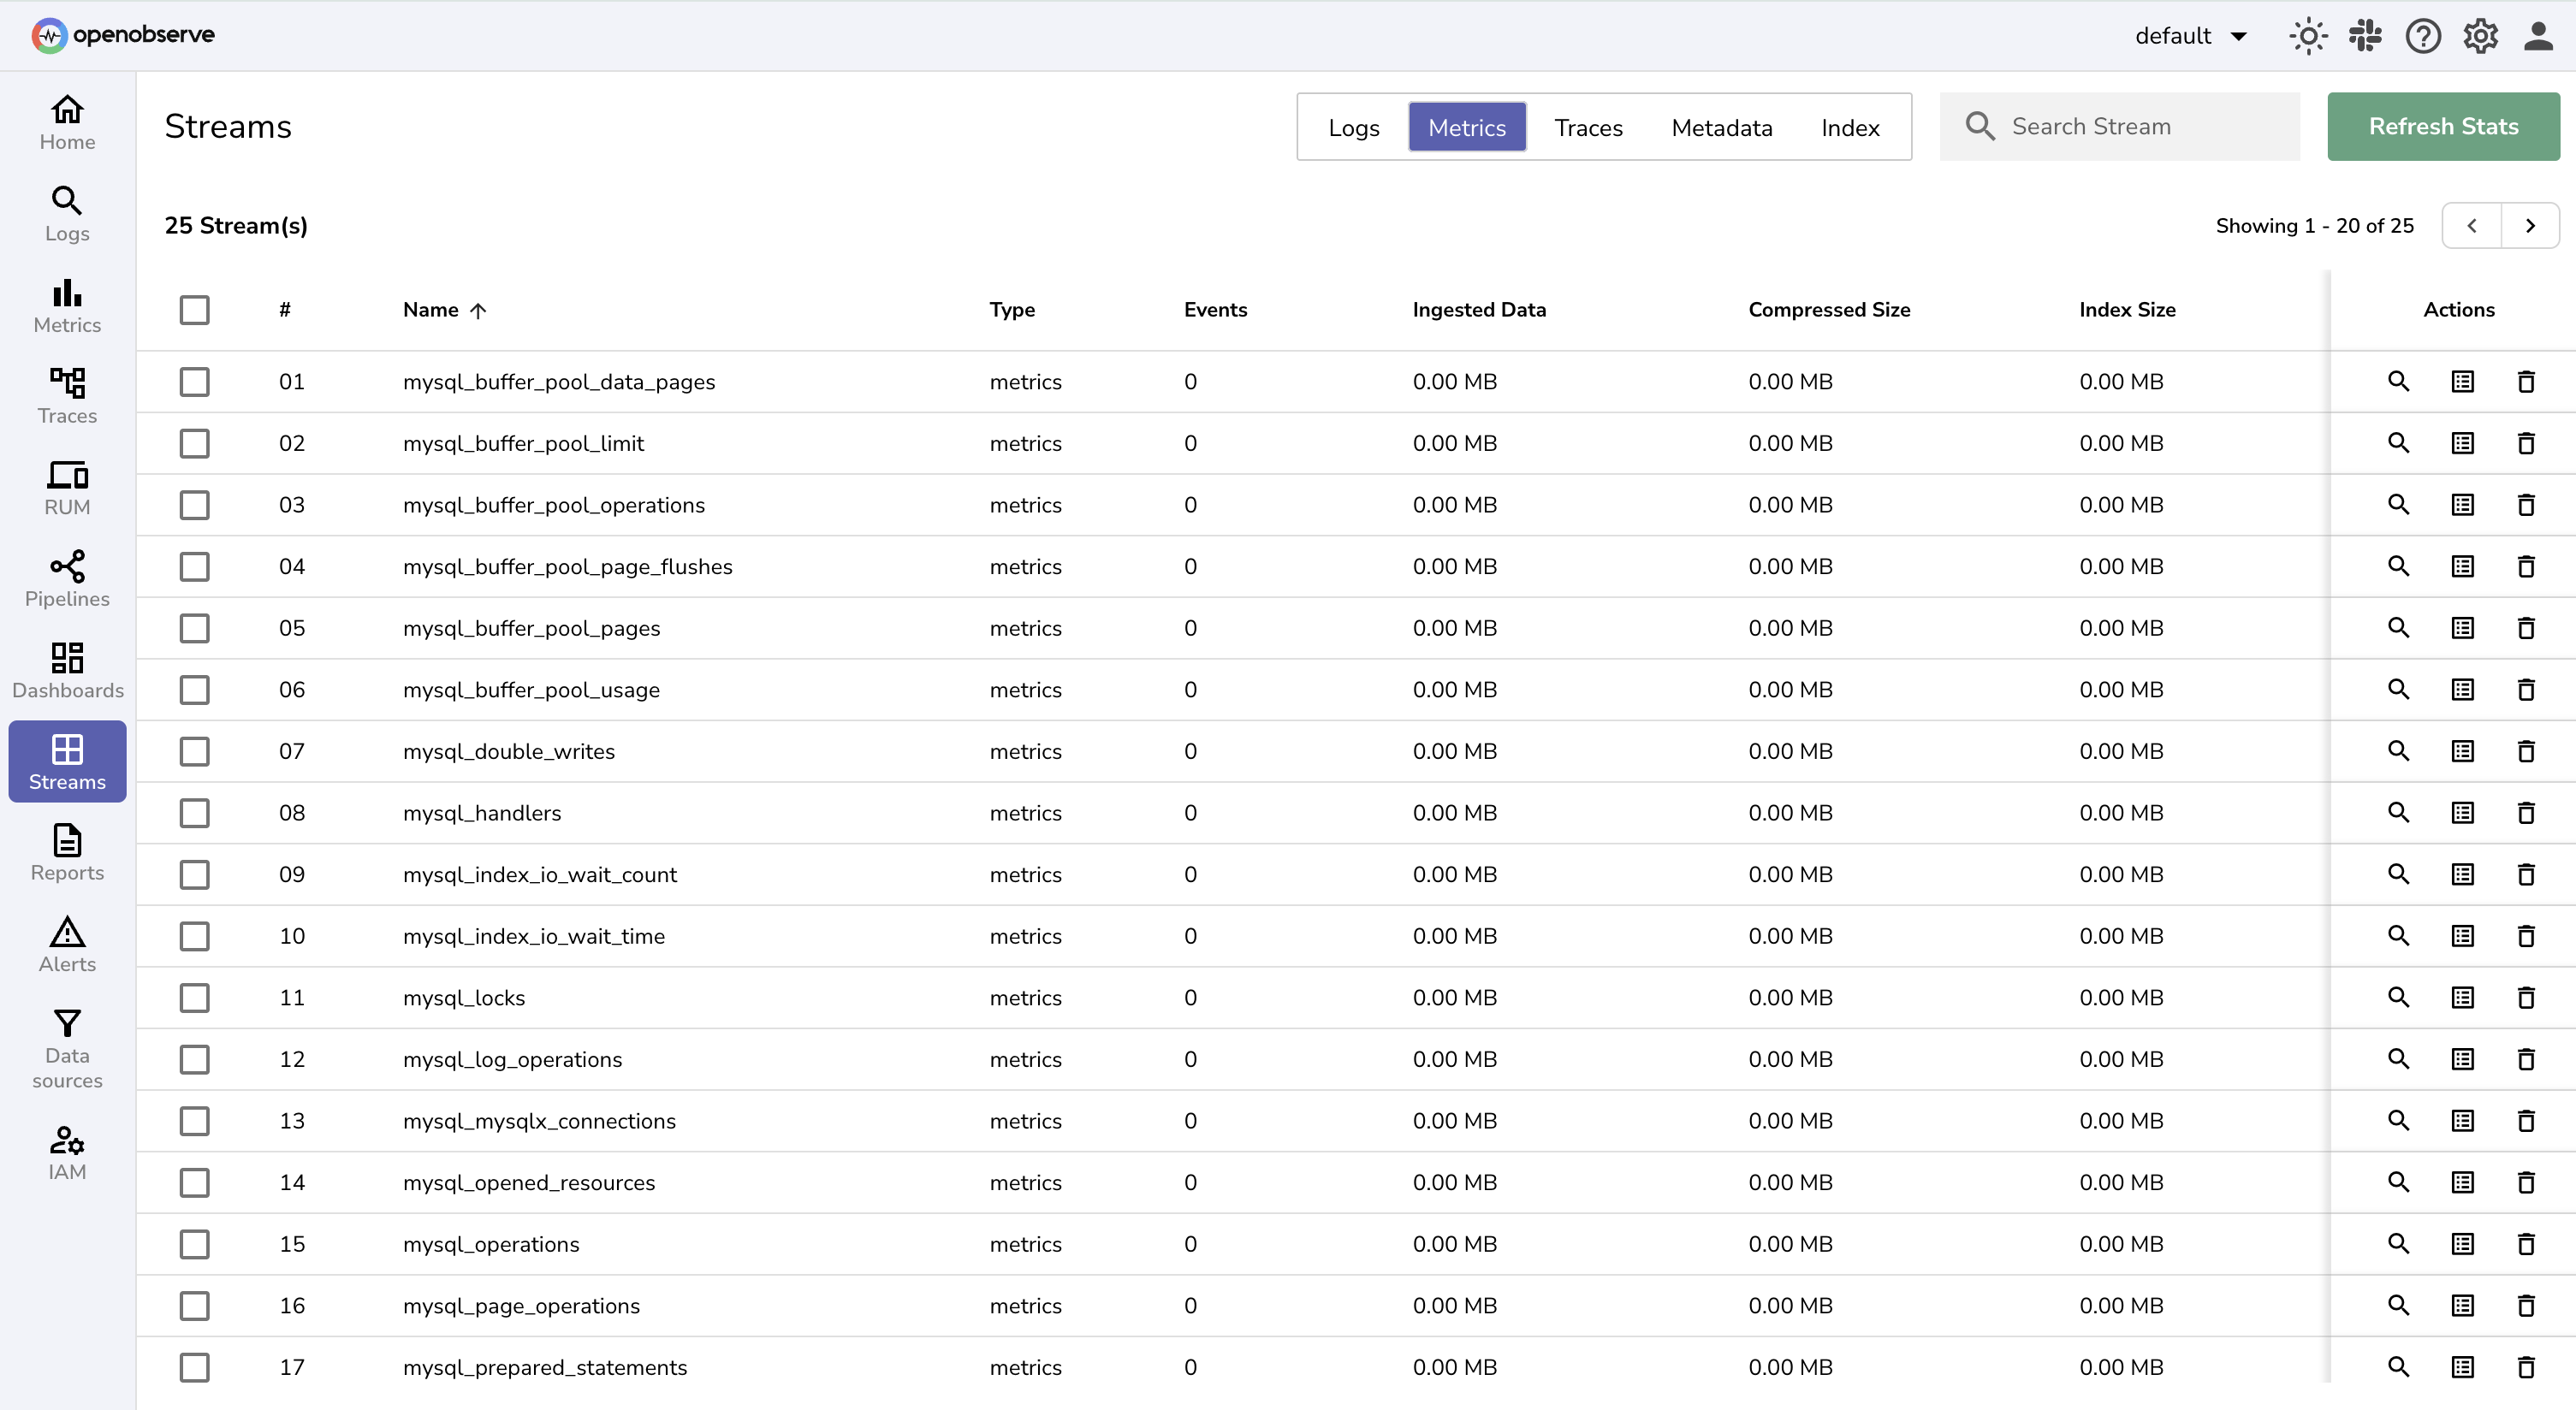 openobserve
default
Home
Logs
Metrics
Traces
RUM
Pipelines
Dashboards
Streams
Reports
Alerts
Data
sources
IAM
Streams
Logs Metrics Traces Metadata Index
Search Stream
Refresh Stats
25 Stream(s)
Showing 1 - 20 of 25
# Name Type Events Ingested Data Compressed Size Index Size Actions
01 mysql_buffer_pool_data_pages metrics 0 0.00 MB 0.00 MB 0.00 MB
02 mysql_buffer_pool_limit metrics 0 0.00 MB 0.00 MB 0.00 MB
03 mysql_buffer_pool_operations metrics 0 0.00 MB 0.00 MB 0.00 MB
04 mysql_buffer_pool_page_flushes metrics 0 0.00 MB 0.00 MB 0.00 MB
05 mysql_buffer_pool_pages metrics 0 0.00 MB 0.00 MB 0.00 MB
06 mysql_buffer_pool_usage metrics 0 0.00 MB 0.00 MB 0.00 MB
07 mysql_double_writes metrics 0 0.00 MB 0.00 MB 0.00 MB
08 mysql_handlers metrics 0 0.00 MB 0.00 MB 0.00 MB
09 mysql_index_io_wait_count metrics 0 0.00 MB 0.00 MB 0.00 MB
10 mysql_index_io_wait_time metrics 0 0.00 MB 0.00 MB 0.00 MB
11 mysql_locks metrics 0 0.00 MB 0.00 MB 0.00 MB
12 mysql_log_operations metrics 0 0.00 MB 0.00 MB 0.00 MB
13 mysql_mysqlx_connections metrics 0 0.00 MB 0.00 MB 0.00 MB
14 mysql_opened_resources metrics 0 0.00 MB 0.00 MB 0.00 MB
15 mysql_operations metrics 0 0.00 MB 0.00 MB 0.00 MB
16 mysql_page_operations metrics 0 0.00 MB 0.00 MB 0.00 MB
17 mysql_prepared_statements metrics 0 0.00 MB 0.00 MB 0.00 MB